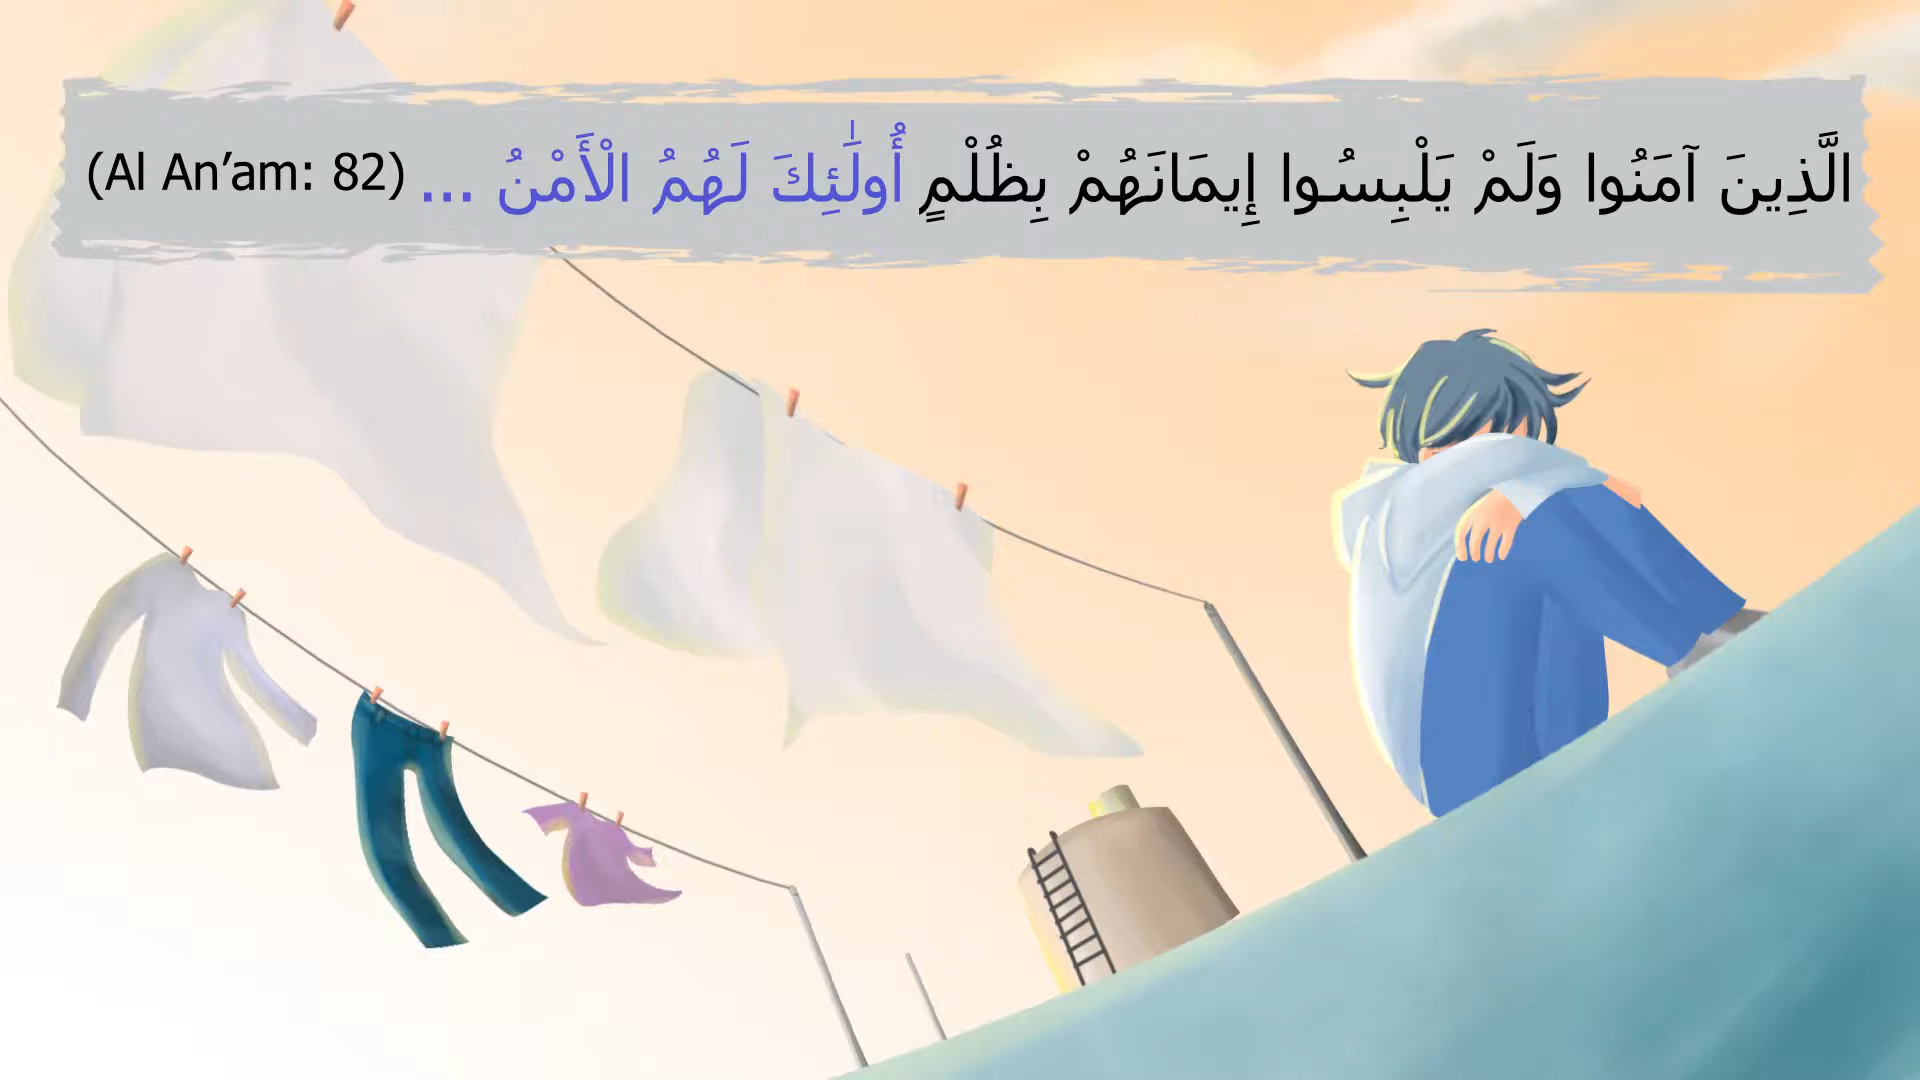 الَّذِينَ آمَنُوا وَلَمْ يَلْبِسُوا إِيمَانَهُمْ بِظُلْمٍ أُولَٰئِكَ لَهُمُ الْأَمْنُ ... (Al An’am: 82)